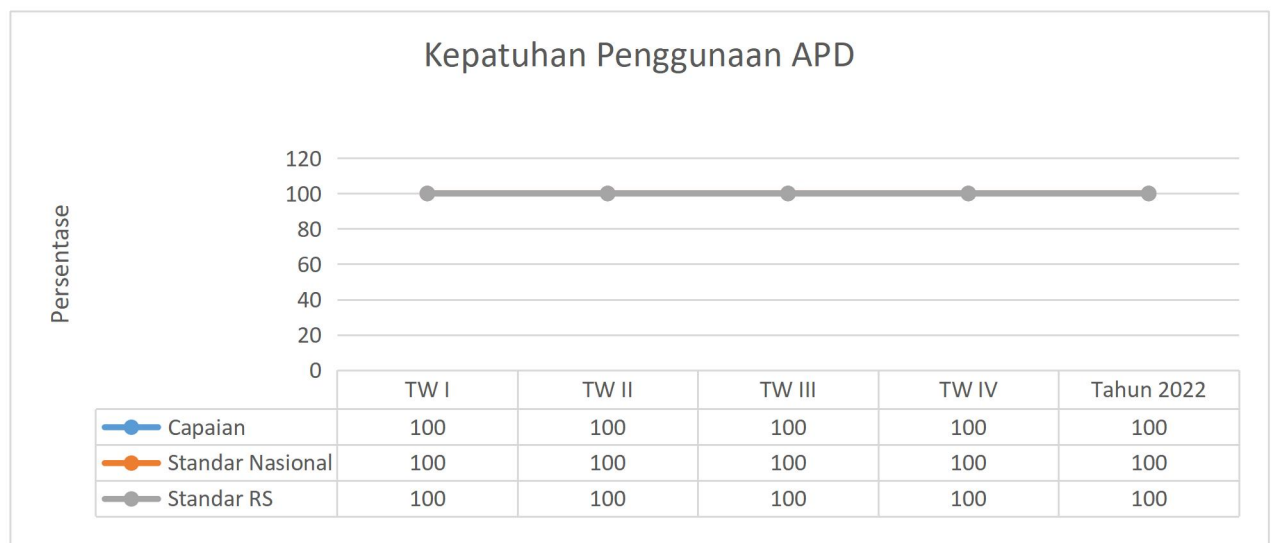 Kepatuhan Penggunaan APD
Persentase
120
100
80
60
40
20
0
TW I TW II TW III TW IV Tahun 2022
Capaian 100 100 100 100 100
Standar Nasional 100 100 100 100 100
Standar RS 100 100 100 100 100